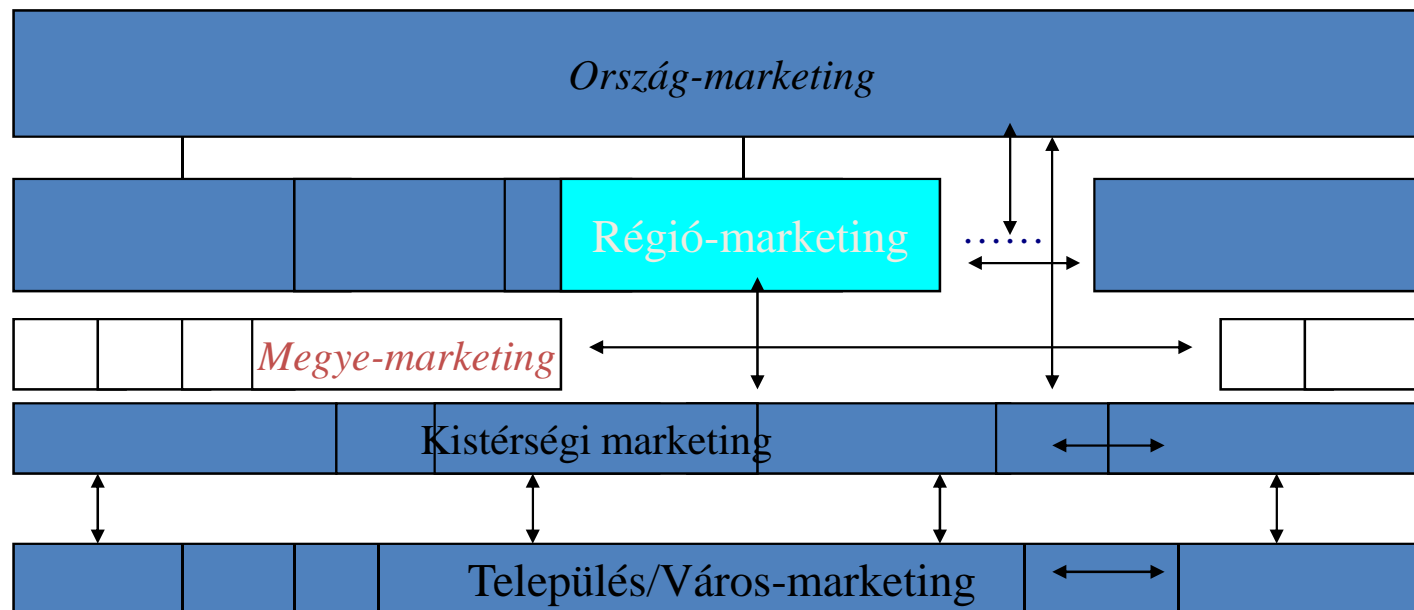 Ország-marketing
Régió-marketing
Megye-marketing
Kistérségi marketing
Település/Város-marketing